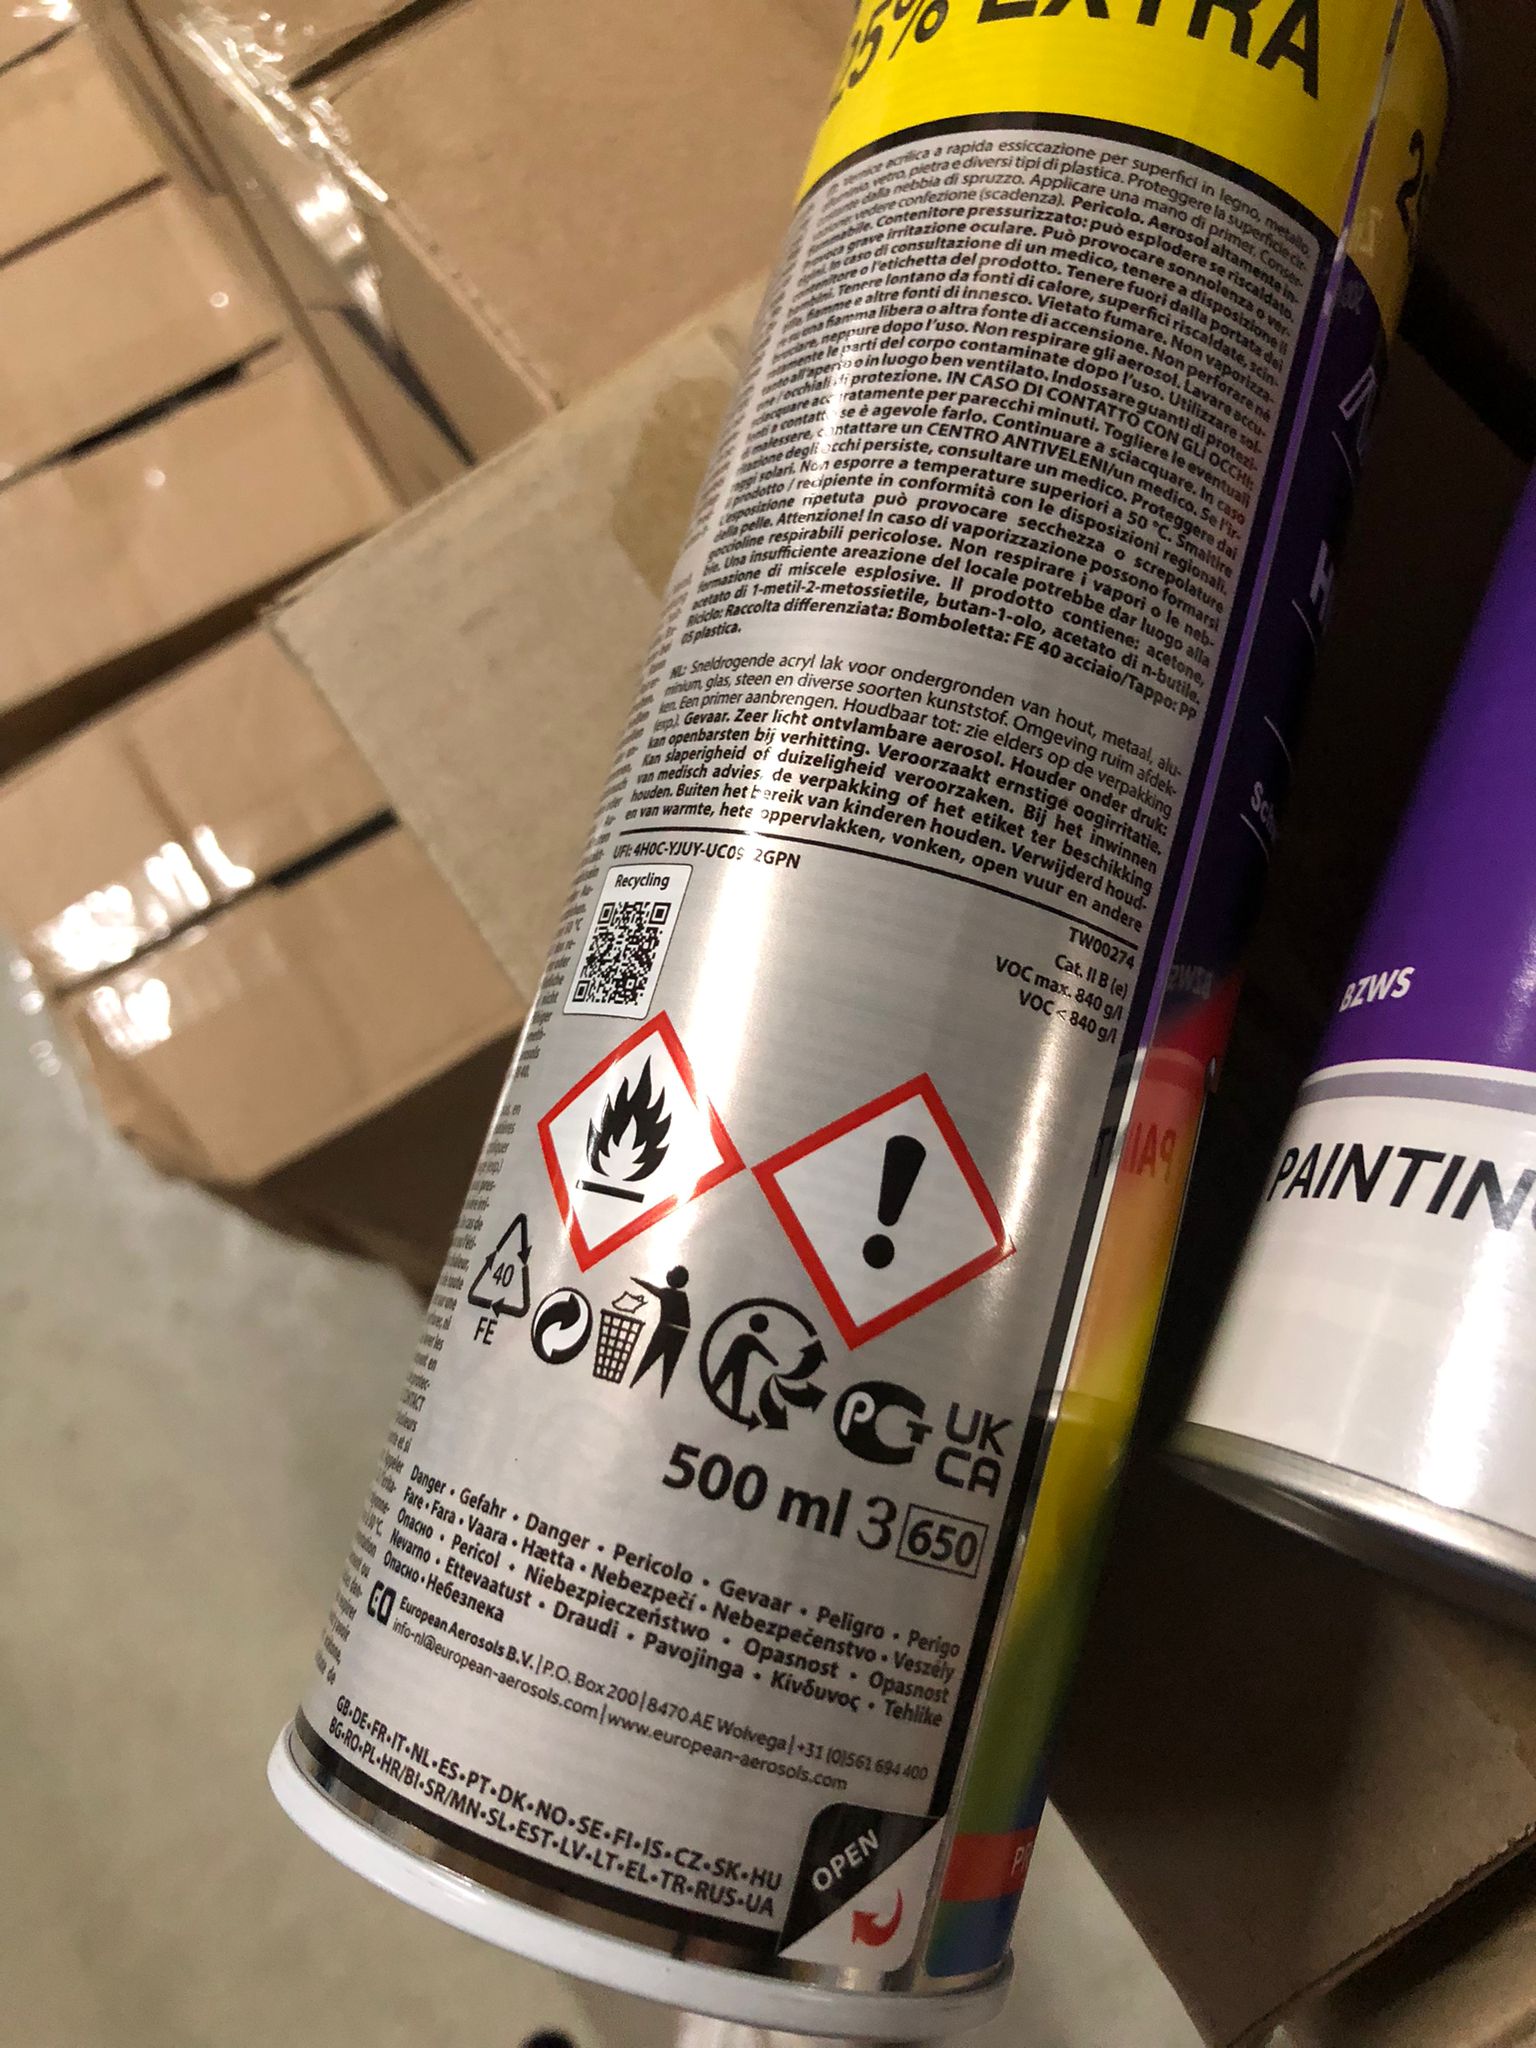 % EXTRA
vernice acrilica a rapida essiccazione per superfici in legno, metallo,
alluminio, vetro, pietra e diversi tipi di plastica. Proteggere la superficie cir-
costante dalla nebbia di spruzzo. Applicare una mano di primer. Conser-
vedere confezione (scadenza). Pericolo. Aerosol altamente in-
fiammabile. Contenitore pressurizzato: può esplodere se riscaldato.
Provoca grave irritazione oculare. Può provocare sonnolenza o ver-
tigini. In caso di consultazione di un medico, tenere a disposizione il
contenitore o l'etichetta del prodotto. Tenere fuori dalla portata dei
bambini. Tenere lontano da fonti di calore, superfici riscaldate, scin-
tille, fiamme e altre fonti di innesco. Vietato fumare. Non vaporizza-
re su una fiamma libera o altra fonte di accensione. Non perforare né
bruciare, neppure dopo l'uso. Non respirare gli aerosol. Lavare accu-
ratamente le parti del corpo contaminate dopo l'uso. Utilizzare sol-
tanto all'aperto o in luogo ben ventilato. Indossare guanti di protezi-
one / occhiali di protezione. IN CASO DI CONTATTO CON GLI OCCHI:
sciacquare accuratamente per parecchi minuti. Togliere le eventuali
lenti a contatto se è agevole farlo. Continuare a sciacquare. In caso
di malessere, contattare un CENTRO ANTIVELENI/un medico. Se l'ir-
ritazione degli occhi persiste, consultare un medico. Proteggere dai
raggi solari. Non esporre a temperature superiori a 50 °C. Smaltire
il prodotto / recipiente in conformità con le disposizioni regionali.
L'esposizione ripetuta può provocare secchezza o screpolature
della pelle. Attenzione! In caso di vaporizzazione possono formarsi
goccioline respirabili pericolose. Non respirare i vapori o le neb-
bie. Una insufficiente areazione del locale potrebbe dar luogo alla
formazione di miscele esplosive. Il prodotto contiene: acetone,
acetato di 1-metil-2-metossietile, butan-1-olo, acetato di n-butile.
Riciclo: Raccolta differenziata: Bomboletta: FE 40 acciaio/Tappo: PP
05 plastica.
NL: Sneldrogende acryl lak voor ondergronden van hout, metaal, alu-
minium, glas, steen en diverse soorten kunststof. Omgeving ruim afdek-
ken. Een primer aanbrengen. Houdbaar tot: zie elders op de verpakking
(exp.). Gevaar. Zeer licht ontvlambare aerosol. Houder onder druk:
kan openbarsten bij verhitting. Veroorzaakt ernstige oogirritatie.
Kan slaperigheid of duizeligheid veroorzaken. Bij het inwinnen
van medisch advies, de verpakking of het etiket ter beschikking
houden. Buiten het bereik van kinderen houden. Verwijderd houd-
en van warmte, hete oppervlakken, vonken, open vuur en andere
UFI: 4H0C-YJUY-UC09 2GPN
TW00274
Recycling
Cat. II B (e)
VOC max. 840 g/l
VOC < 840 g/l
40
FE
PCT
UK
CA
500 ml 3 650
Danger • Gefahr • Danger • Pericolo • Gevaar • Peligro • Perigo
Fare • Fara • Vaara • Hætta • Nebezpečí • Nebezpečenstvo • Veszély
Опасно • Pericol • Niebezpieczeństwo • Opasnost • Opasnost
Nevarno • Ettevaatust • Draudi • Pavojinga • Κίνδυνος • Tehlike
Опасно • Небезпека
European Aerosols B.V. | P.O. Box 200 | 8470 AE Wolvega | +31 (0)561 694 400
info-nl@european-aerosols.com | www.european-aerosols.com
GB•DE•FR•IT•NL•ES•PT•DK•NO•SE•FI•IS•CZ•SK•HU
BG•RO•PL•HR/BI•SR/MN•SL•EST•LV•LT•EL•TR•RUS•UA
OPEN
BZWS
PAINTIN